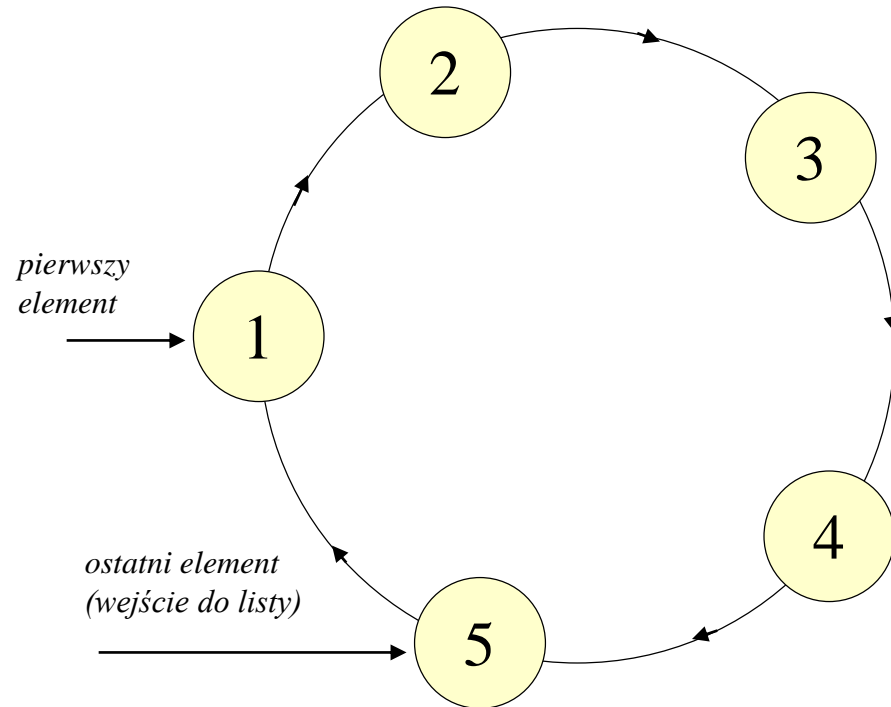 2
3
pierwszy
element
1
4
ostatni element
(wejście do listy)
5